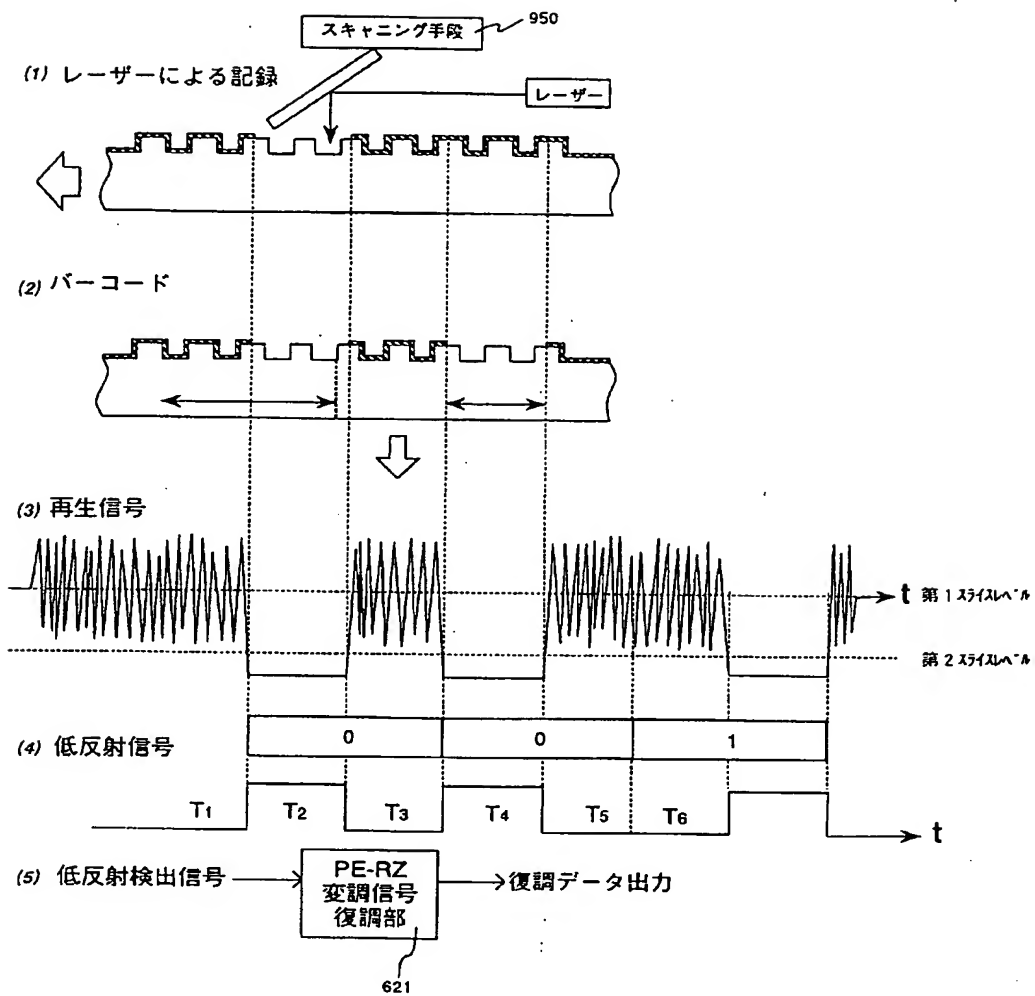 スキャニング手段
950
(1) レーザーによる記録
レーザー
(2) バーコード
(3) 再生信号
t 第1スライスレベル
第2スライスレベル
(4) 低反射信号
0 0 1
T1 T2 T3 T4 T5 T6
t
(5) 低反射検出信号
PE-RZ
変調信号
復調部
復調データ出力
621